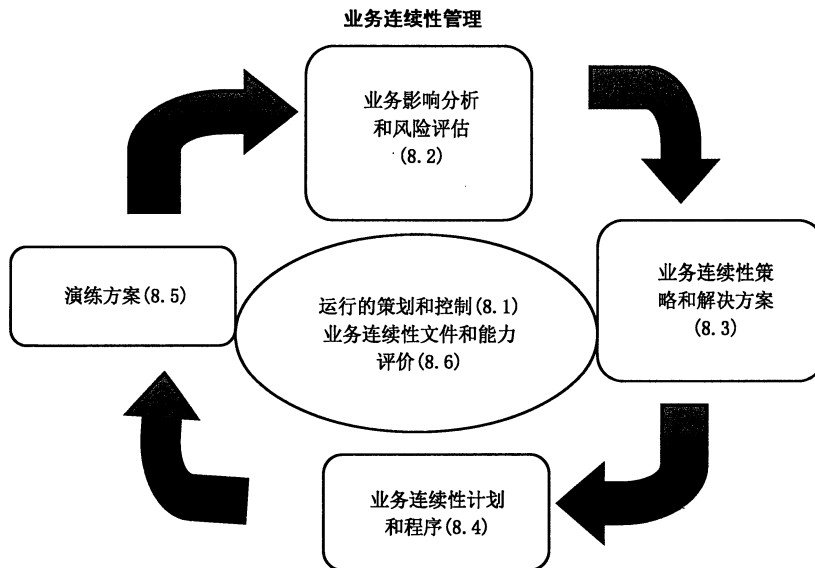 业务连续性管理
业务影响分析
和风险评估
(8.2)
业务连续性策
略和解决方案
(8.3)
演练方案(8.5)
运行的策划和控制(8.1)
业务连续性文件和能力
评价(8.6)
业务连续性计划
和程序(8.4)